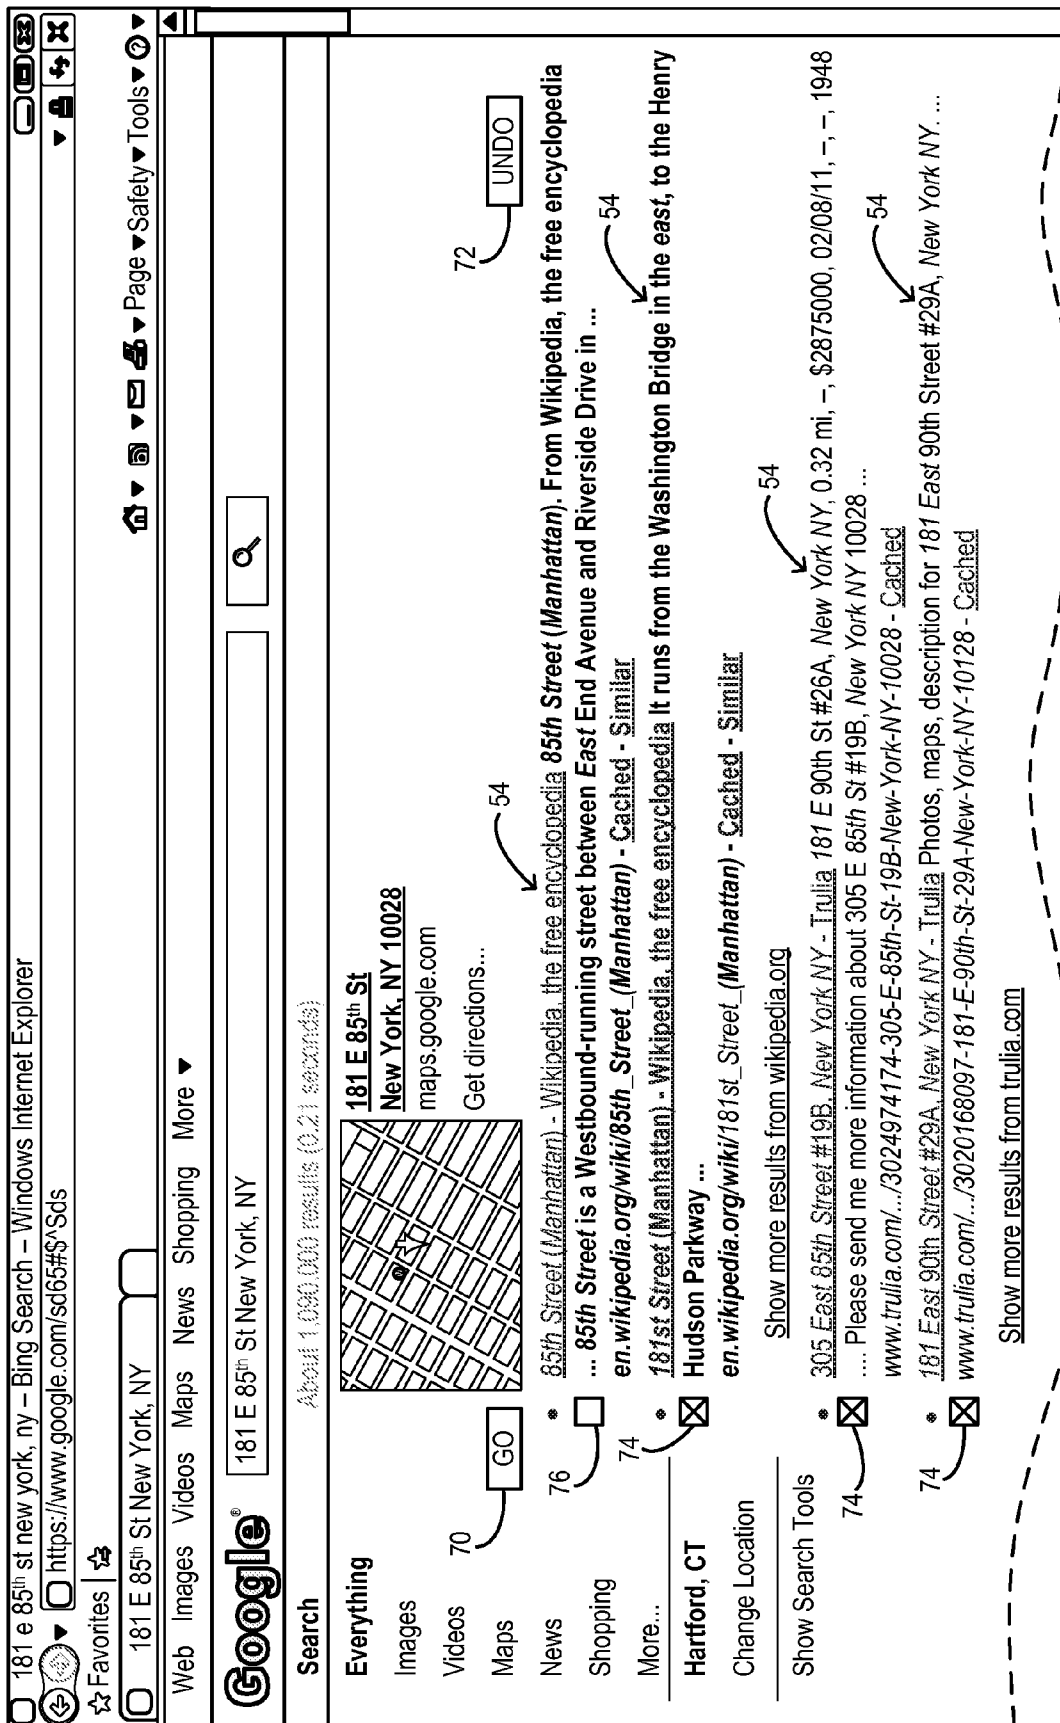 181 e 85th st new york, ny – Bing Search – Windows Internet Explorer
https://www.google.com/sd65#$^Sds
Favorites
181 E 85th St New York, NY
Page Safety Tools
Web Images Videos Maps News Shopping More
Google® 181 E 85th St New York, NY
Search About 1,090,000 results (0.21 seconds)
Everything
Images
Videos
Maps
News
Shopping
More...
Hartford, CT
Change Location
Show Search Tools
70
GO
72
UNDO
181 E 85th St
New York, NY 10028
maps.google.com
Get directions...
54
76
85th Street (Manhattan) - Wikipedia, the free encyclopedia 85th Street (Manhattan). From Wikipedia, the free encyclopedia
... 85th Street is a Westbound-running street between East End Avenue and Riverside Drive in ...
en.wikipedia.org/wiki/85th_Street_(Manhattan) - Cached - Similar
54
74
181st Street (Manhattan) - Wikipedia, the free encyclopedia It runs from the Washington Bridge in the east, to the Henry
Hudson Parkway ...
en.wikipedia.org/wiki/181st_Street_(Manhattan) - Cached - Similar
Show more results from wikipedia.org
54
74
305 East 85th Street #19B, New York NY - Trulia 181 E 90th St #26A, New York NY, 0.32 mi, –, $2875000, 02/08/11, –, –, 1948
.... Please send me more information about 305 E 85th St #19B, New York NY 10028 ...
www.trulia.com/.../3024974174-305-E-85th-St-19B-New-York-NY-10028 - Cached
54
74
181 East 90th Street #29A, New York NY - Trulia Photos, maps, description for 181 East 90th Street #29A, New York NY. ...
www.trulia.com/.../3020168097-181-E-90th-St-29A-New-York-NY-10128 - Cached
Show more results from trulia.com